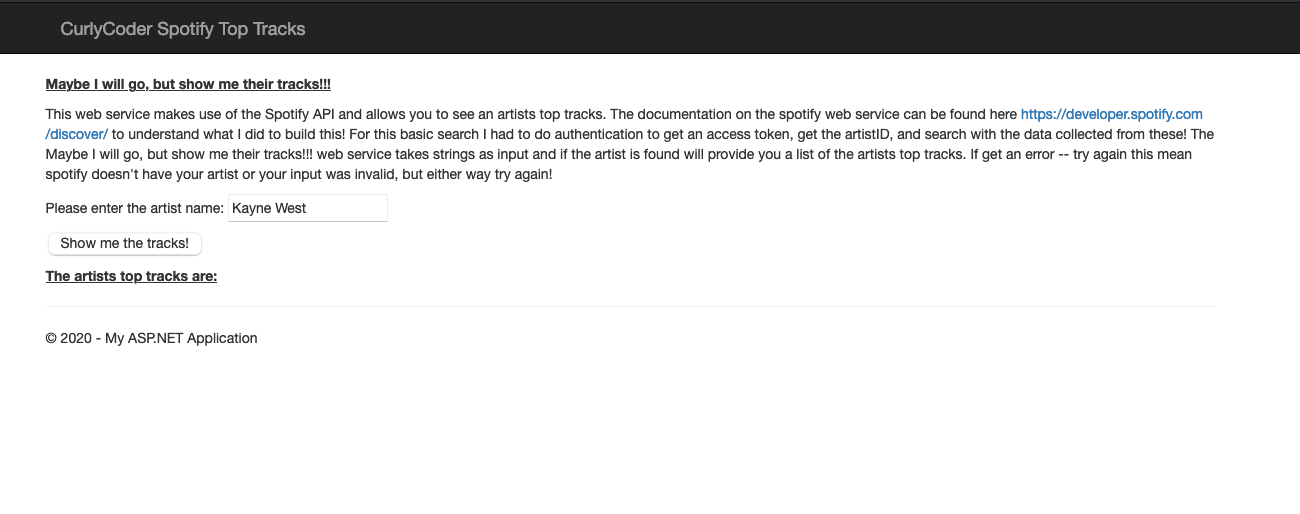 CurlyCoder Spotify Top Tracks
Maybe I will go, but show me their tracks!!!
This web service makes use of the Spotify API and allows you to see an artists top tracks. The documentation on the spotify web service can be found here https://developer.spotify.com
/discover/ to understand what I did to build this! For this basic search I had to do authentication to get an access token, get the artistID, and search with the data collected from these! The
Maybe I will go, but show me their tracks!!! web service takes strings as input and if the artist is found will provide you a list of the artists top tracks. If get an error -- try again this mean
spotify doesn't have your artist or your input was invalid, but either way try again!
Please enter the artist name: Kayne West
Show me the tracks!
The artists top tracks are:
© 2020 - My ASP.NET Application